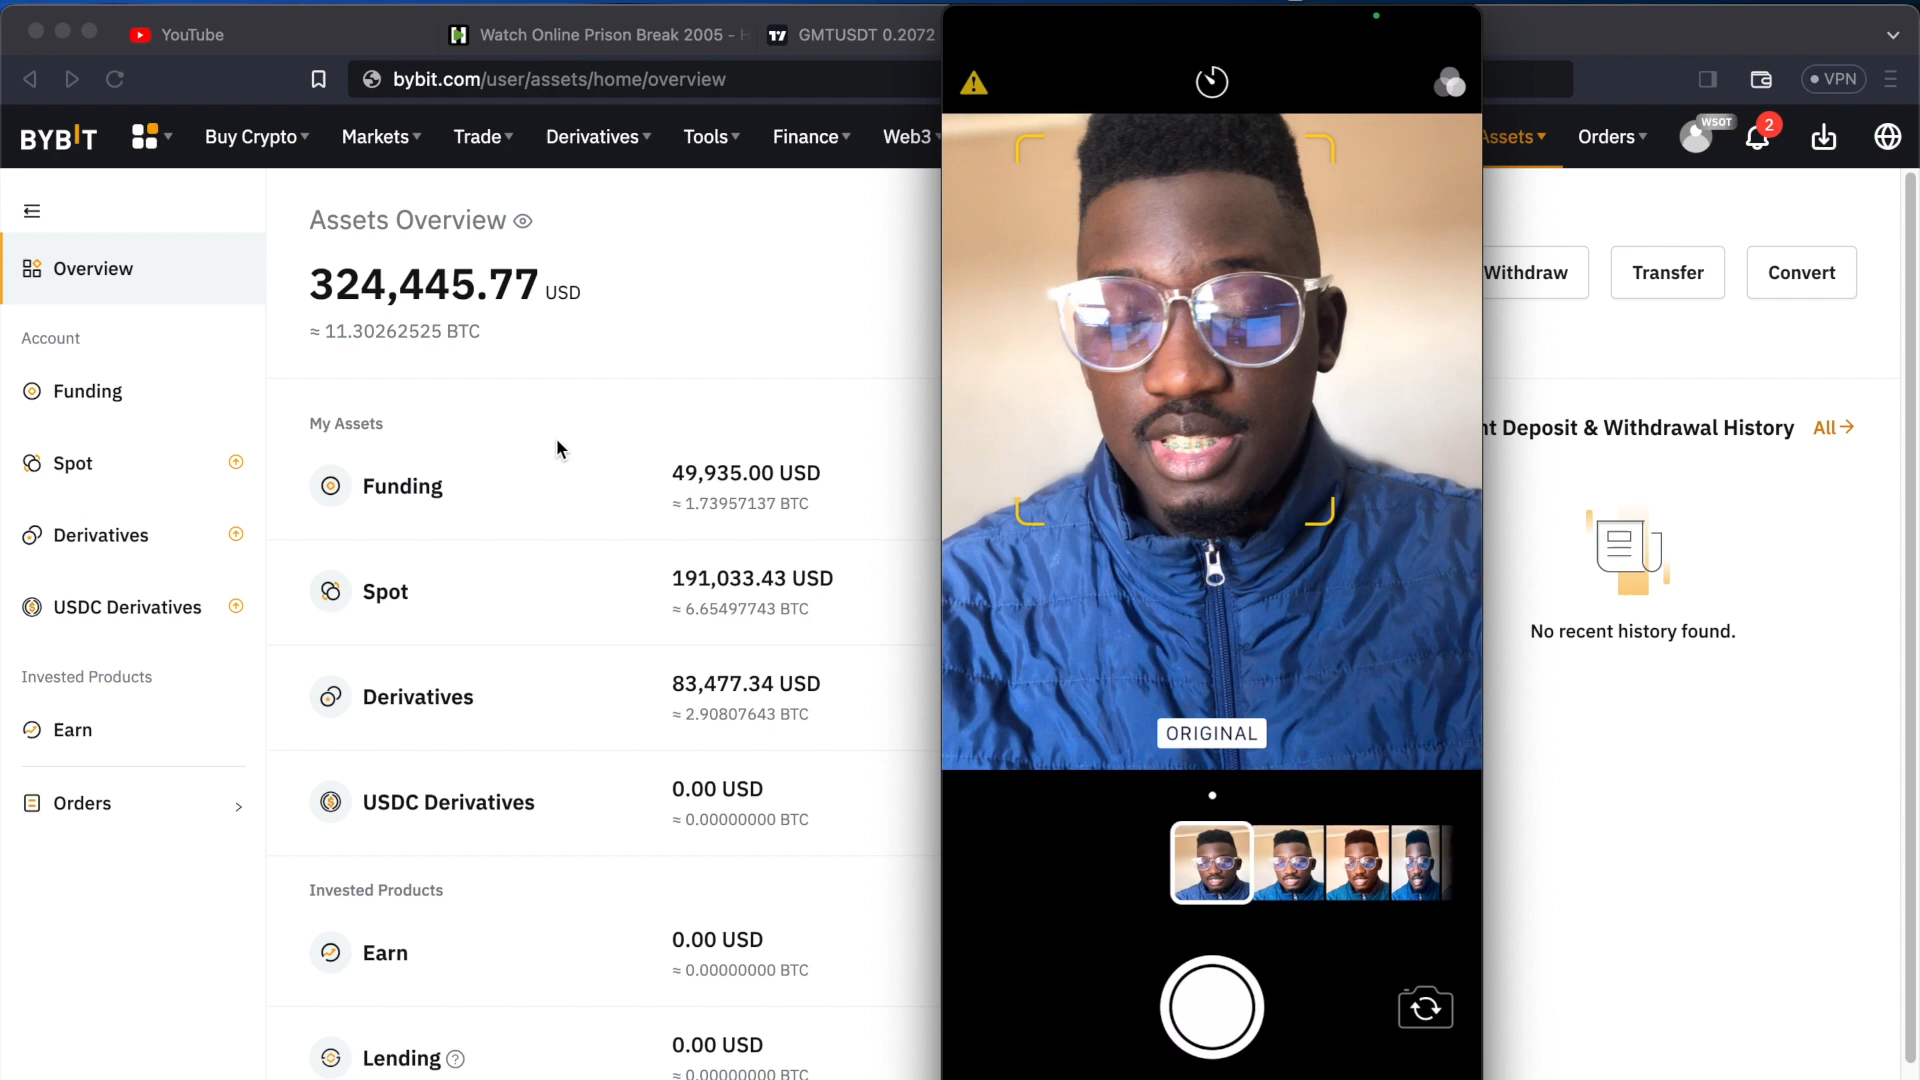 YouTube
Watch Online Prison Break 2005 - H
GMTUSDT 0.2072
bybit.com/user/assets/home/overview
VPN
BYBIT
Buy Crypto
Markets
Trade
Derivatives
Tools
Finance
Web3
Assets
Orders
WSOT
2
Overview
Account
Funding
Spot
Derivatives
USDC Derivatives
Invested Products
Earn
Orders
Assets Overview
324,445.77 USD
≈ 11.30262525 BTC
Withdraw
Transfer
Convert
My Assets
Funding
49,935.00 USD
≈ 1.73957137 BTC
Spot
191,033.43 USD
≈ 6.65497743 BTC
Derivatives
83,477.34 USD
≈ 2.90807643 BTC
USDC Derivatives
0.00 USD
≈ 0.00000000 BTC
Invested Products
Earn
0.00 USD
≈ 0.00000000 BTC
Lending
0.00 USD
≈ 0.00000000 BTC
ORIGINAL
nt Deposit & Withdrawal History
All
No recent history found.